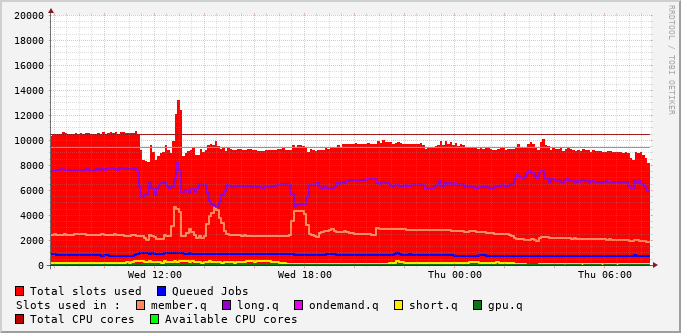 20000
18000
16000
14000
12000
10000
8000
6000
4000
2000
0
Wed 12:00 Wed 18:00 Thu 00:00 Thu 06:00
RRDTOOL / TOBI OETIKER
Total slots used Queued Jobs
Slots used in : member.q long.q ondemand.q short.q gpu.q
Total CPU cores Available CPU cores